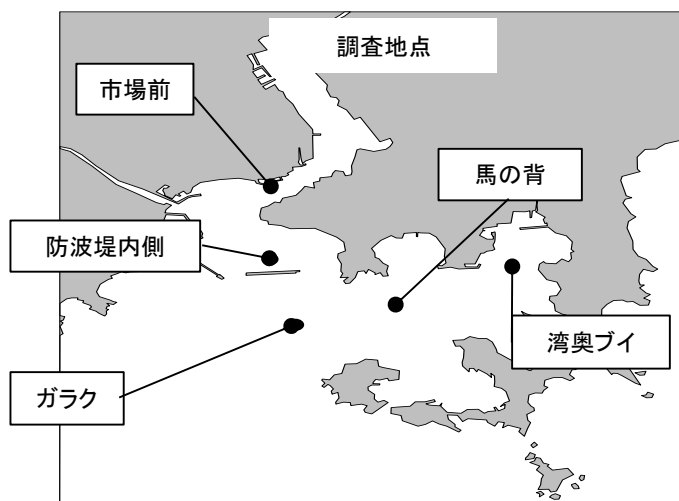 調査地点
市場前
馬の背
防波堤内側
湾奥ブイ
ガラク